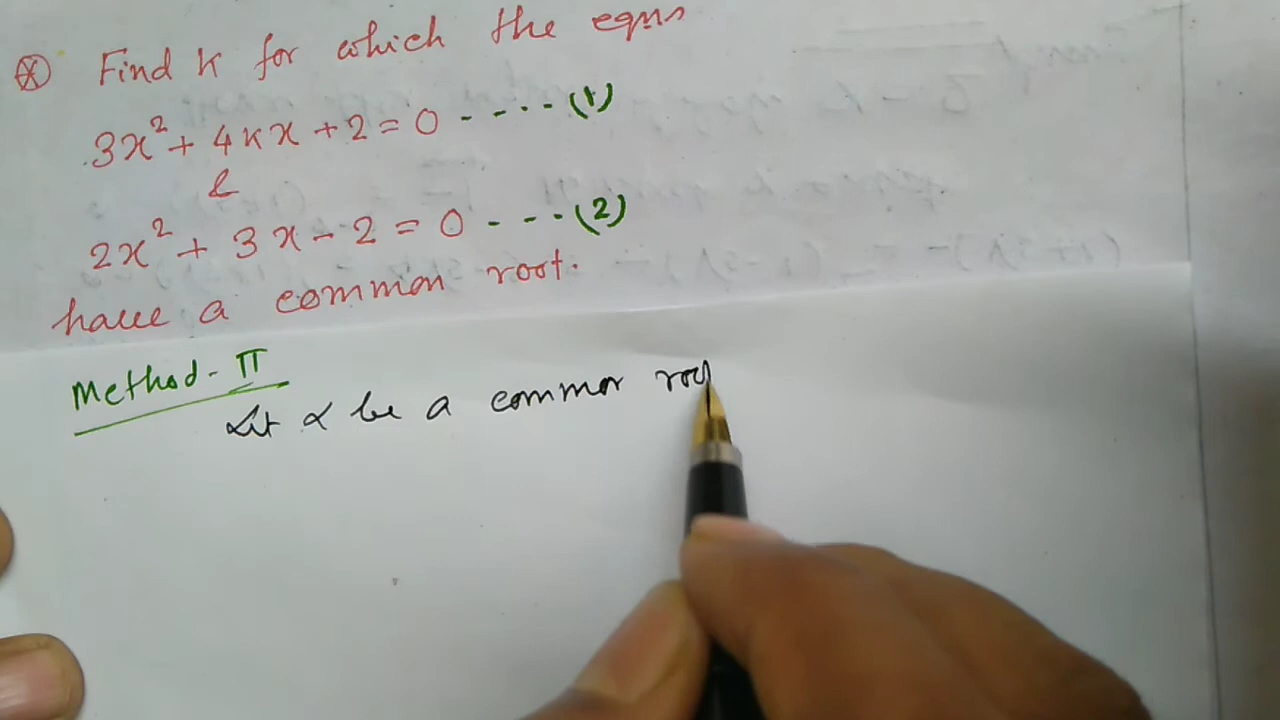 Ⓧ Find k for which the eqns
3x² + 4kx + 2 = 0 - - - - (1)
&
2x² + 3x - 2 = 0 - - - - (2)
have a common root.
Method - II
Let α be a common